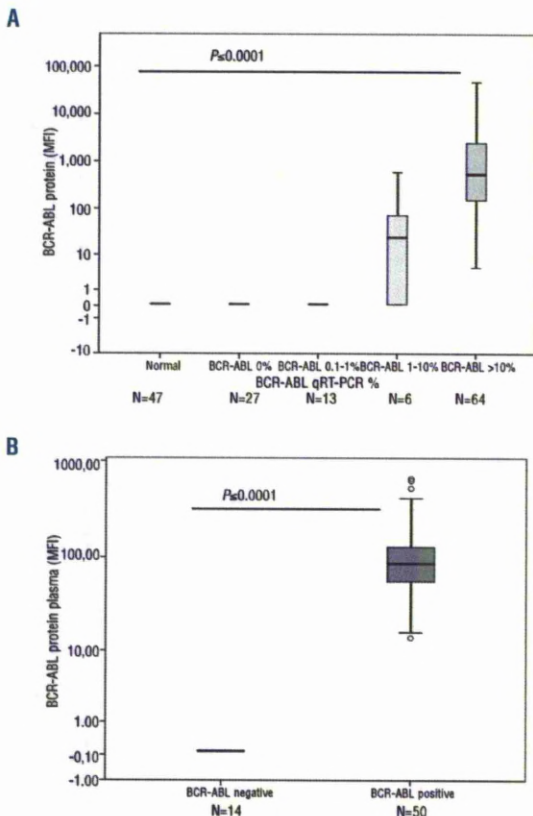 A
P≤0.0001
BCR-ABL protein (MFI)
100,000
10,000
1,000
100
10
1
0
-1
-10
Normal BCR-ABL 0% BCR-ABL 0.1-1% BCR-ABL 1-10% BCR-ABL >10%
BCR-ABL qRT-PCR %
N=47 N=27 N=13 N=6 N=64
B
P≤0.0001
BCR-ABL protein plasma (MFI)
1000,00
100,00
10,00
1.00
-0,10
-1.00
BCR-ABL negative BCR-ABL positive
N=14 N=50